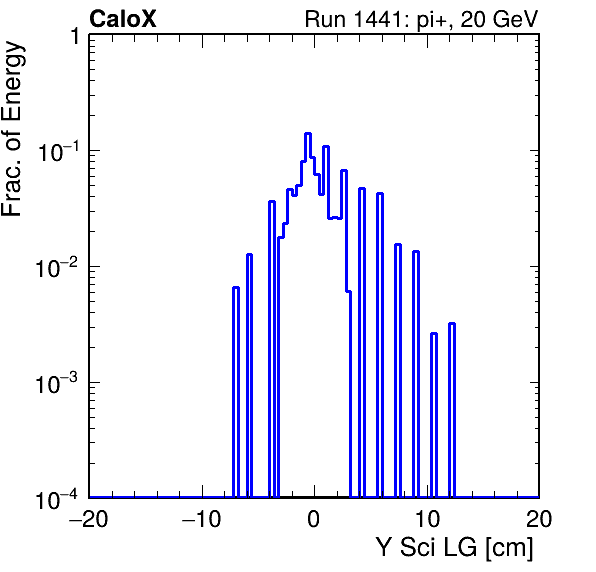 CaloX Run 1441: pi+, 20 GeV
Frac. of Energy
1
10⁻¹
10⁻²
10⁻³
10⁻⁴
−20 −10 0 10 20
Y Sci LG [cm]